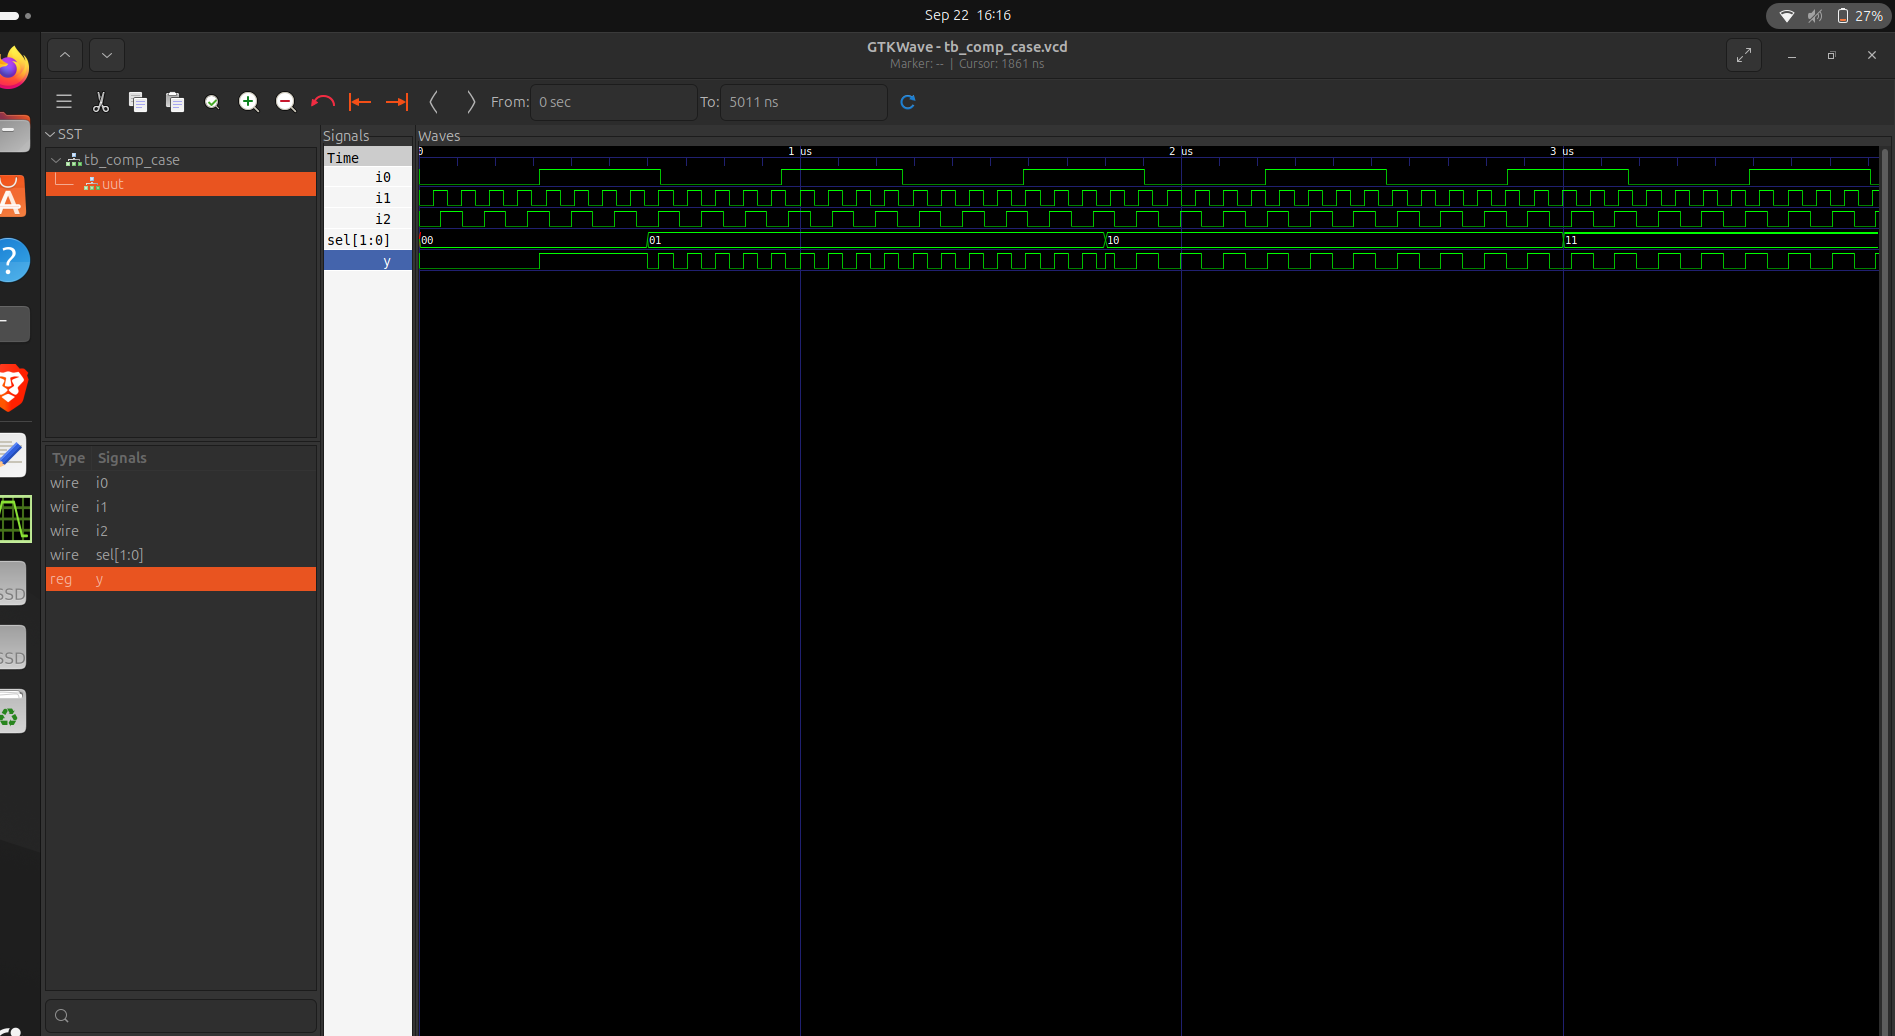 Sep 22 16:16
27%
GTKWave - tb_comp_case.vcd
Marker: -- | Cursor: 1861 ns
From: 0 sec To: 5011 ns
SST
tb_comp_case
uut
Type Signals
wire i0
wire i1
wire i2
wire sel[1:0]
reg y
Signals
Time
i0
i1
i2
sel[1:0]
y
Waves
0 1 us 2 us 3 us
00 01 10 11
SSD
SSD